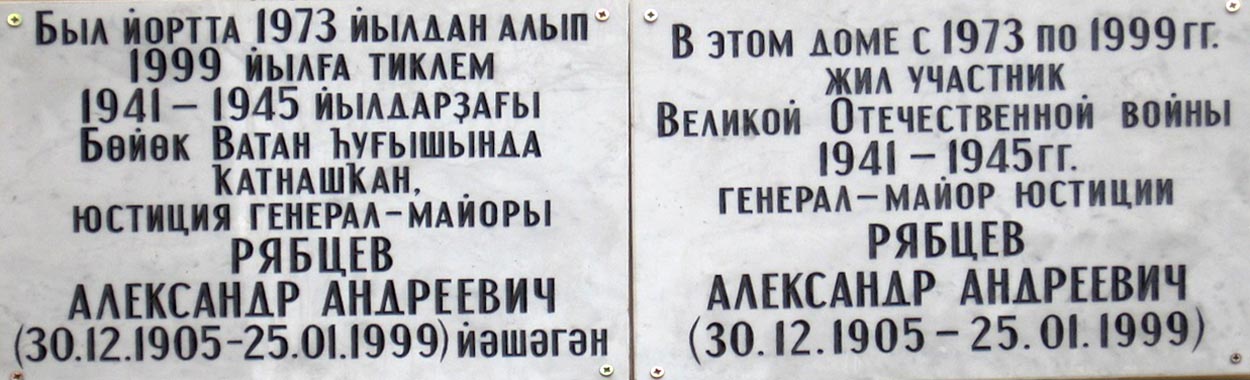 Был йортта 1973 йылдан алып
1999 йылға тиклем
1941 – 1945 йылдарҙағы
Бөйөк Ватан һуғышында
ҡатнашҡан,
юстиция генерал-майоры
РЯБЦЕВ
АЛЕКСАНДР АНДРЕЕВИЧ
(30.12.1905-25.01.1999) йәшәгән
В этом доме с 1973 по 1999 гг.
жил участник
Великой Отечественной войны
1941 – 1945 гг.
генерал-майор юстиции
РЯБЦЕВ
АЛЕКСАНДР АНДРЕЕВИЧ
(30.12.1905 – 25.01.1999)